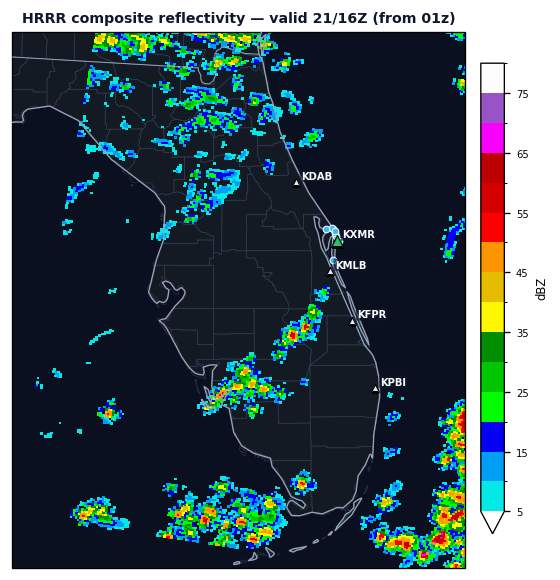 HRRR composite reflectivity — valid 21/16Z (from 01z)
KDAB
KXMR
KMLB
KFPR
KPBI
75
65
55
45
35
25
15
5
dBZ